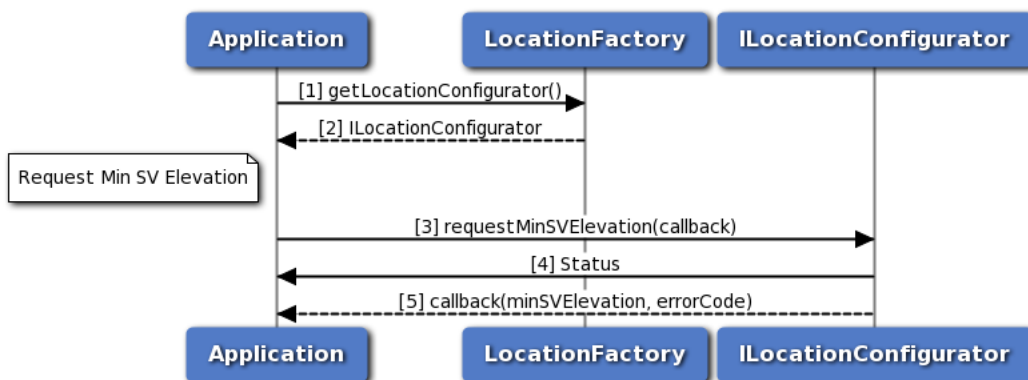 Application
LocationFactory
ILocationConfigurator
[1] getLocationConfigurator()
[2] ILocationConfigurator
Request Min SV Elevation
[3] requestMinSVElevation(callback)
[4] Status
[5] callback(minSVElevation, errorCode)
Application
LocationFactory
ILocationConfigurator